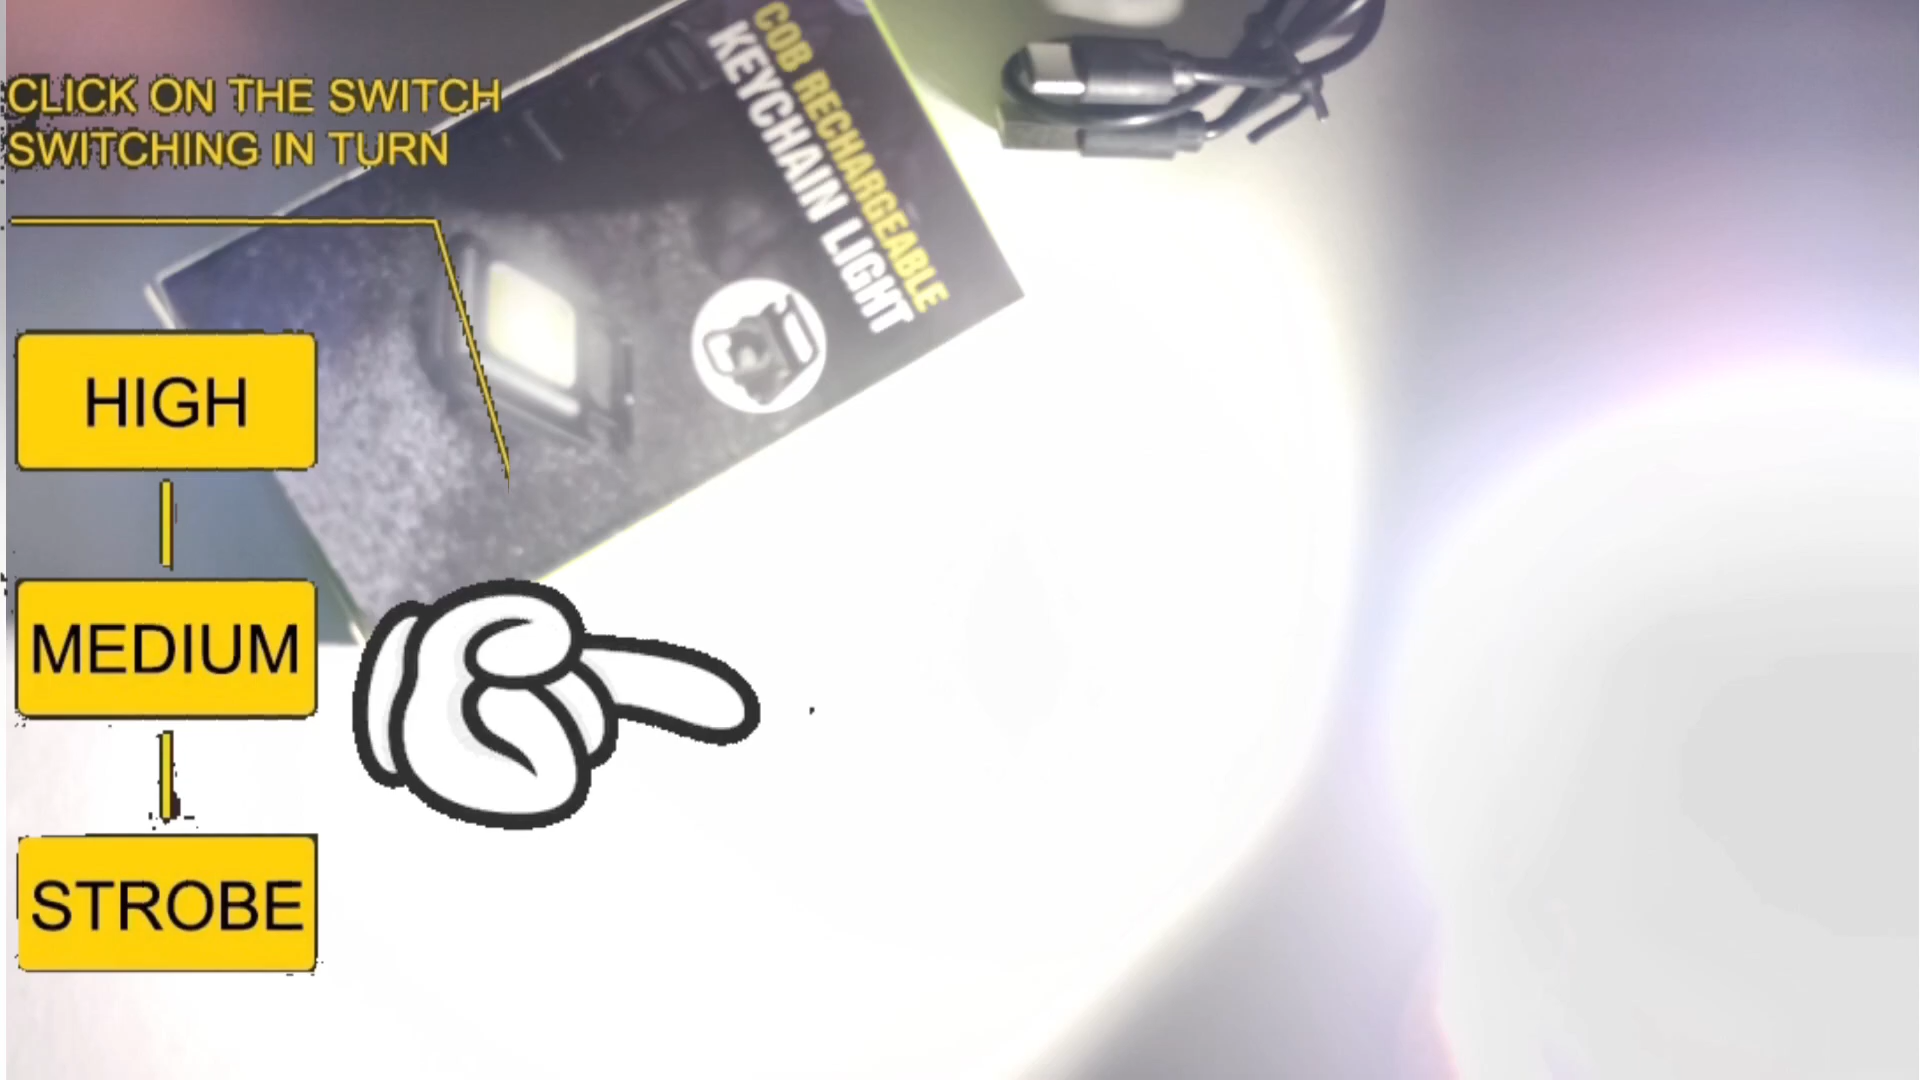 CLICK ON THE SWITCH
SWITCHING IN TURN
COB RECHARGEABLE
KEYCHAIN LIGHT
HIGH
MEDIUM
STROBE